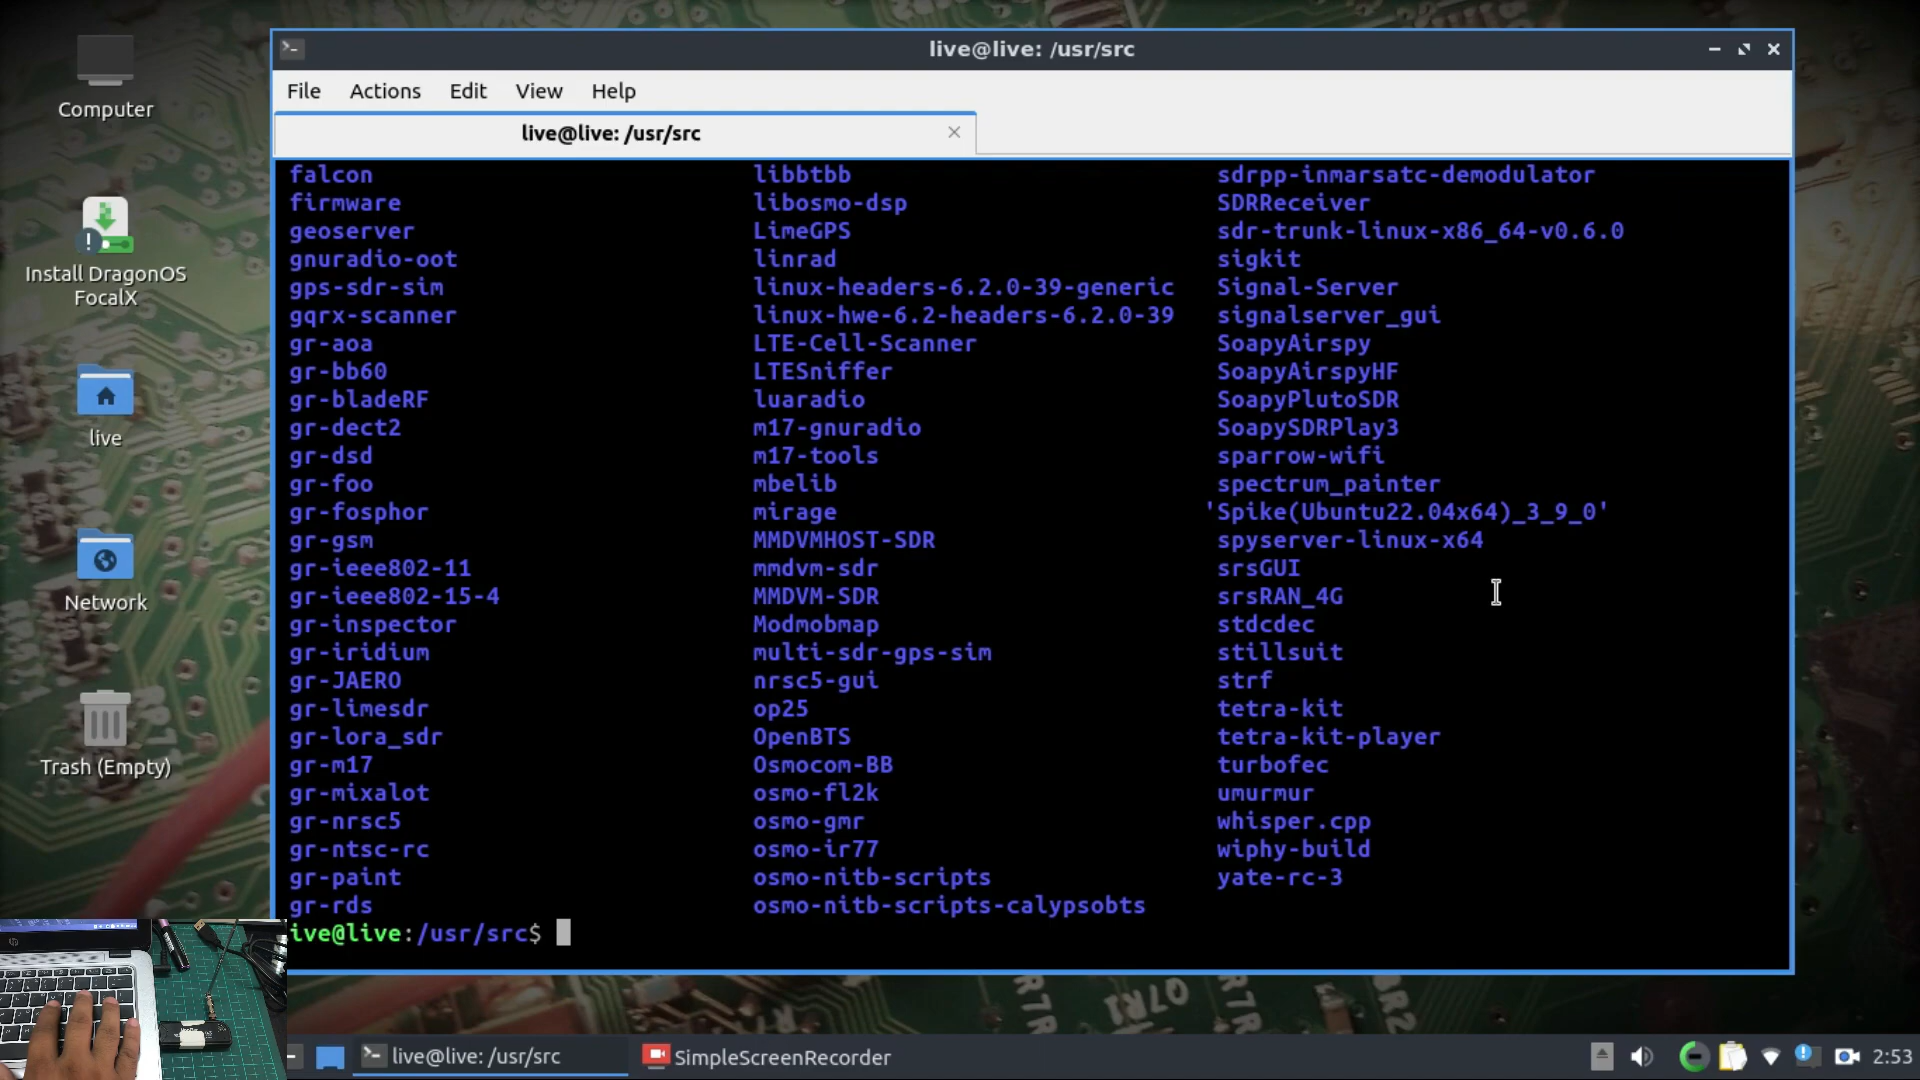 live@live: /usr/src
File Actions Edit View Help
live@live: /usr/src
Computer
Install DragonOS
FocalX
live
Network
Trash (Empty)
falcon libbtbb sdrpp-inmarsatc-demodulator
firmware libosmo-dsp SDRReceiver
geoserver LimeGPS sdr-trunk-linux-x86_64-v0.6.0
gnuradio-oot linrad sigkit
gps-sdr-sim linux-headers-6.2.0-39-generic Signal-Server
gqrx-scanner linux-hwe-6.2-headers-6.2.0-39 signalserver_gui
gr-aoa LTE-Cell-Scanner SoapyAirspy
gr-bb60 LTESniffer SoapyAirspyHF
gr-bladeRF luaradio SoapyPlutoSDR
gr-dect2 m17-gnuradio SoapySDRPlay3
gr-dsd m17-tools sparrow-wifi
gr-foo mbelib spectrum_painter
gr-fosphor mirage 'Spike(Ubuntu22.04x64)_3_9_0'
gr-gsm MMDVMHOST-SDR spyserver-linux-x64
gr-ieee802-11 mmdvm-sdr srsGUI
gr-ieee802-15-4 MMDVM-SDR srsRAN_4G
gr-inspector Modmobmap stdcdec
gr-iridium multi-sdr-gps-sim stillsuit
gr-JAERO nrsc5-gui strf
gr-limesdr op25 tetra-kit
gr-lora_sdr OpenBTS tetra-kit-player
gr-m17 Osmocom-BB turbofec
gr-mixalot osmo-fl2k umurmur
gr-nrsc5 osmo-gmr whisper.cpp
gr-ntsc-rc osmo-ir77 wiphy-build
gr-paint osmo-nitb-scripts yate-rc-3
gr-rds osmo-nitb-scripts-calypsobts
ive@live:/usr/src$
R7R Q7R1 R7R BR2
live@live: /usr/src SimpleScreenRecorder 2:53